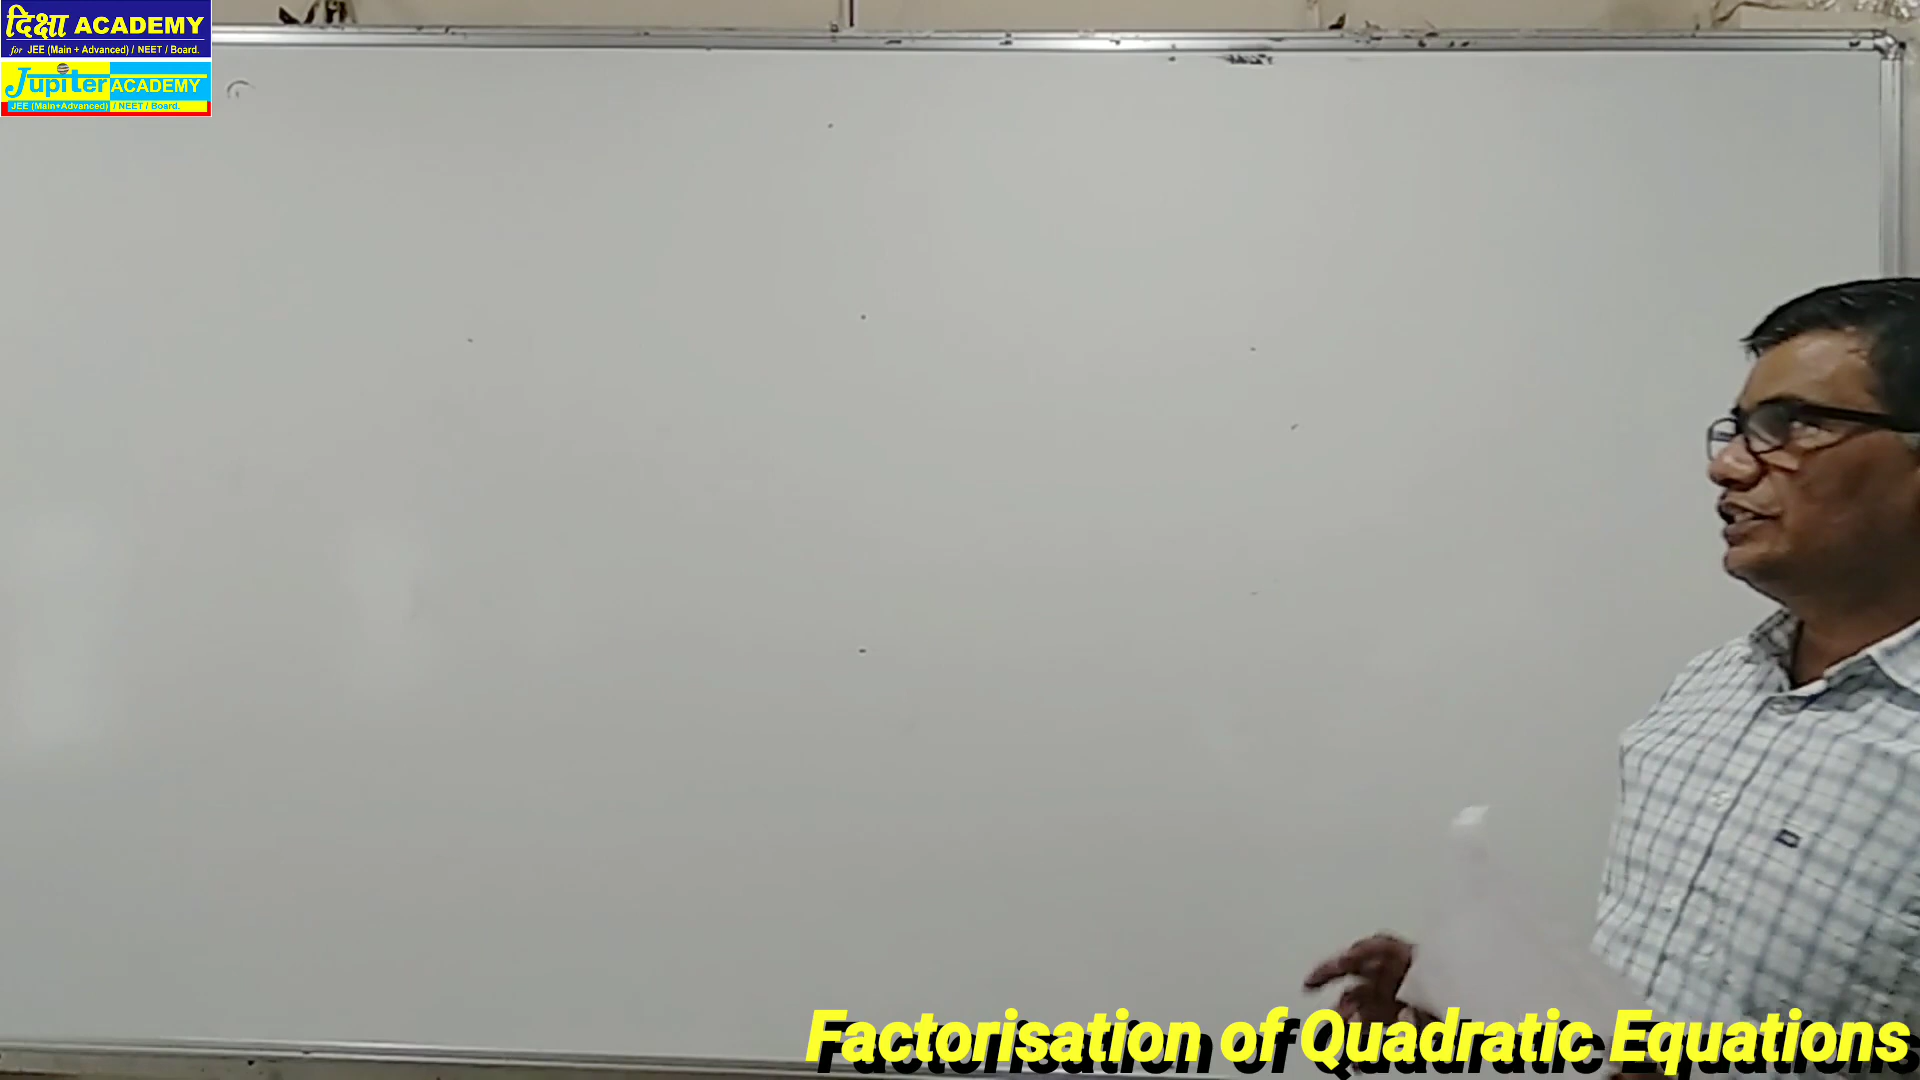 दिक्षा ACADEMY
for JEE (Main + Advanced) / NEET / Board.
Jupiter ACADEMY
JEE (Main+Advanced) / NEET / Board.
Factorisation of Quadratic Equations